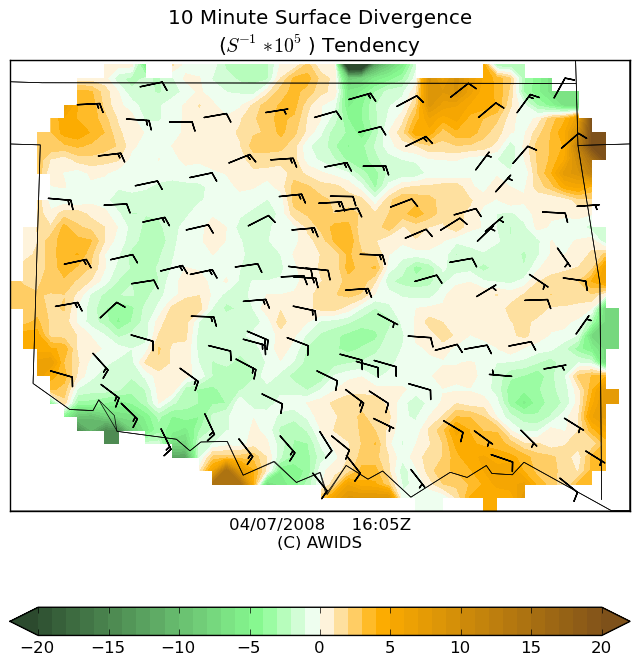 10 Minute Surface Divergence
(S⁻¹ * 10⁵ ) Tendency
04/07/2008 16:05Z
(C) AWIDS
−20 −15 −10 −5 0 5 10 15 20